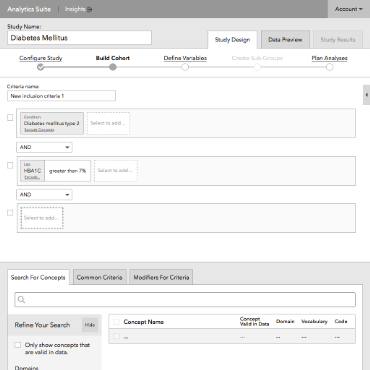 Analytics Suite
Insights
Account
Study Name:
Diabetes Mellitus
Study Design
Data Preview
Study Results
Configure Study
Build Cohort
Define Variables
Create Sub-Groups
Plan Analyses
Criteria name:
New inclusion criteria 1
Condition
Diabetes mellitus type 2
Select to add...
AND
Lab
HBA1C
greater than 7%
Select to add...
AND
Select to add...
Search For Concepts
Common Criteria
Modifiers For Criteria
Refine Your Search
Hide
Only show concepts that
are valid in data.
Domains
Concept Name
Concept
Valid in Data
Domain
Vocabulary
Code
...
...
...
...
...